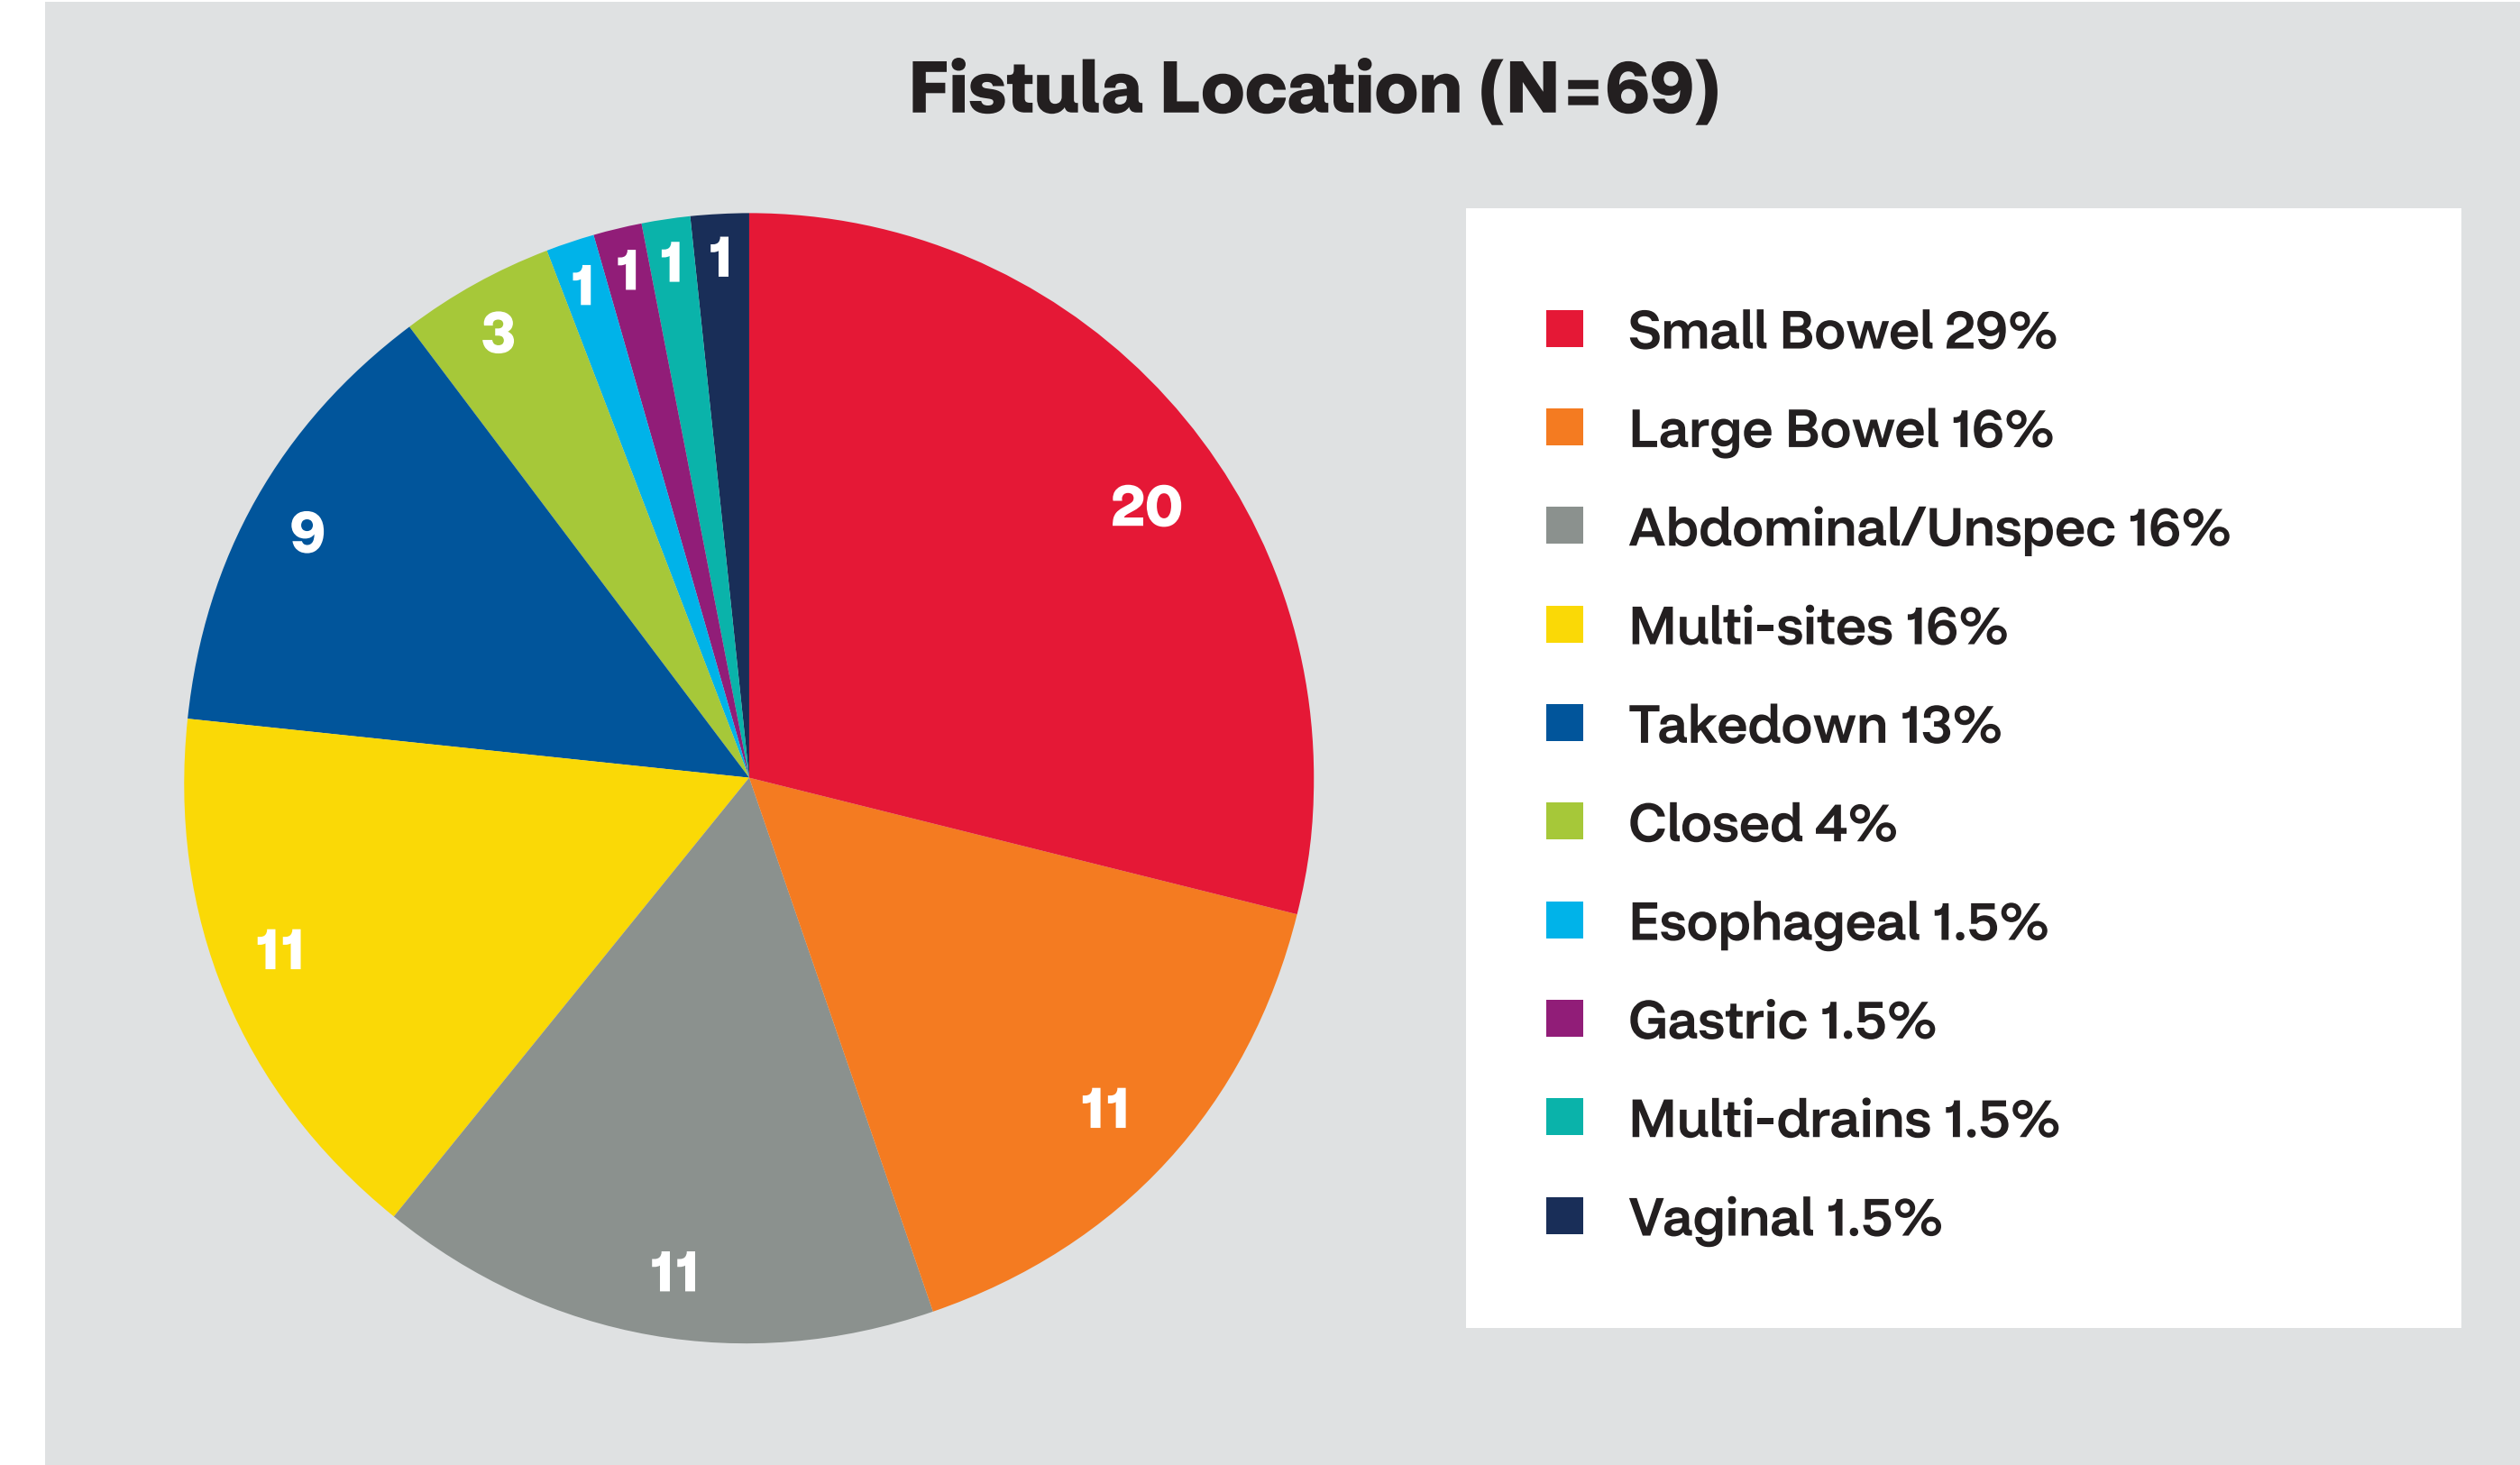 Fistula Location (N=69)
20
11
11
11
9
3
1
1
1
1
Small Bowel 29%
Large Bowel 16%
Abdominal/Unspec 16%
Multi-sites 16%
Takedown 13%
Closed 4%
Esophageal 1.5%
Gastric 1.5%
Multi-drains 1.5%
Vaginal 1.5%